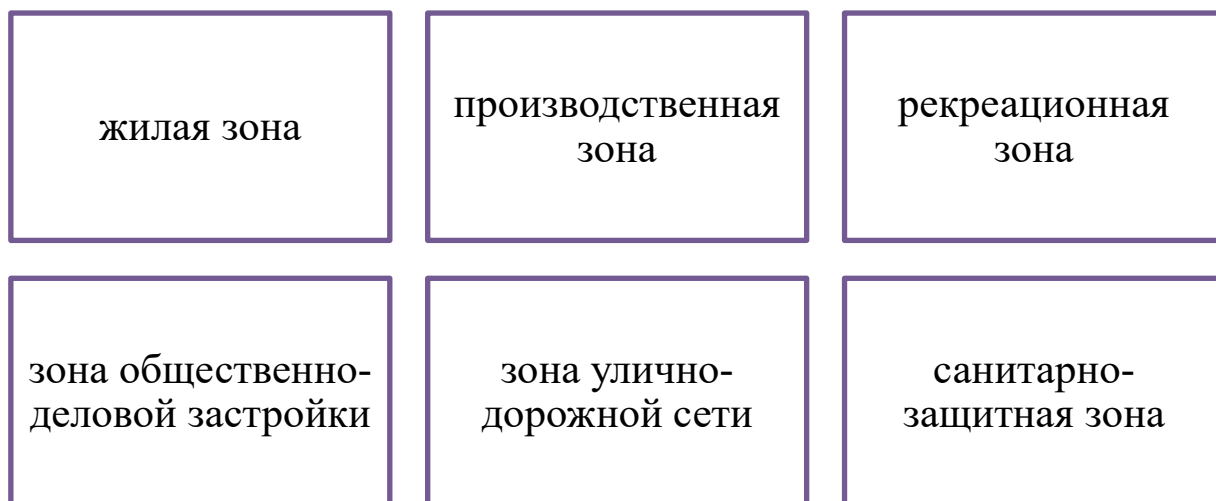 жилая зона
производственная
зона
рекреационная
зона
зона общественно-
деловой застройки
зона улично-
дорожной сети
санитарно-
защитная зона